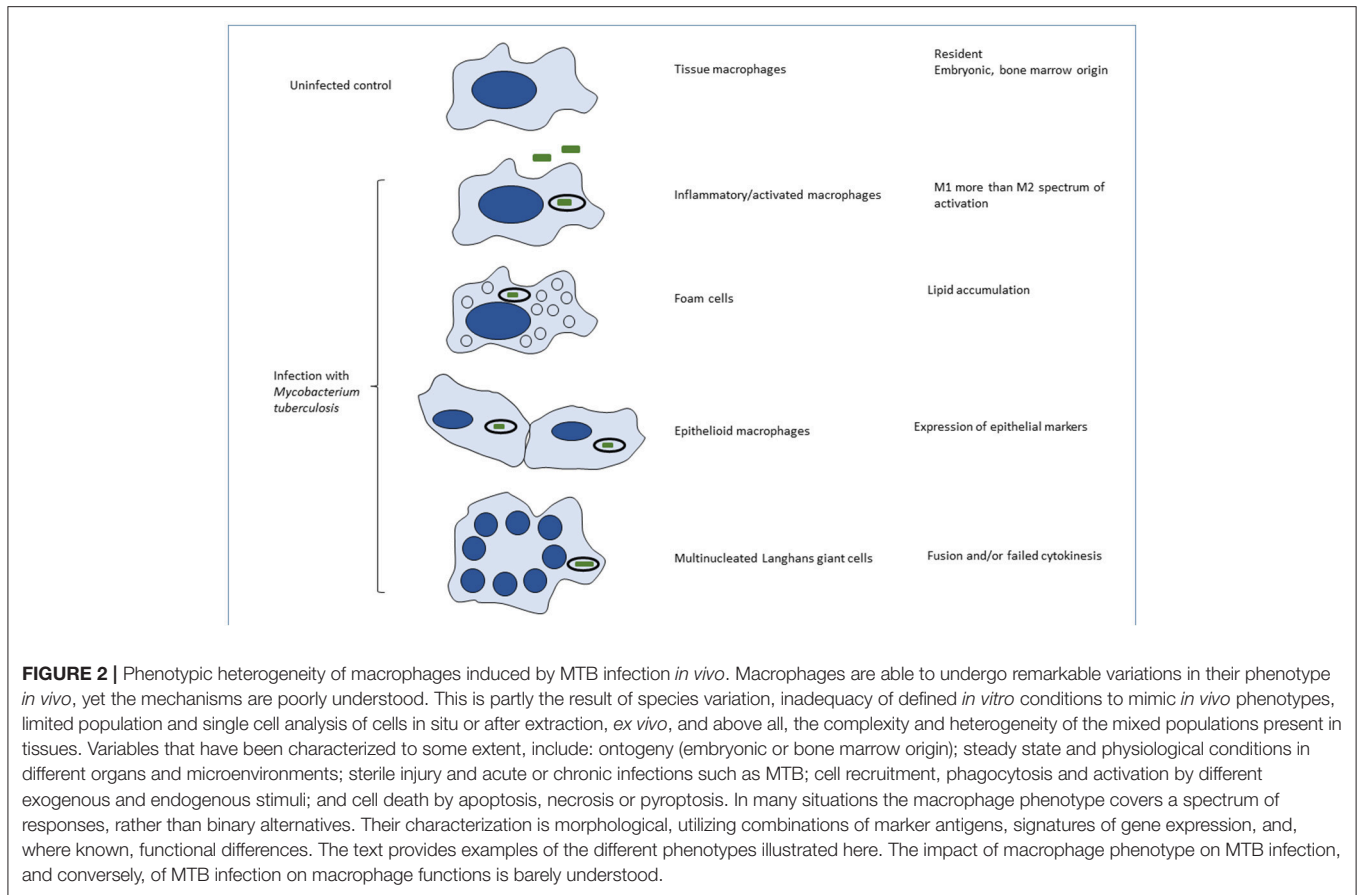 Uninfected control
Tissue macrophages
Resident
Embryonic, bone marrow origin
Inflammatory/activated macrophages
M1 more than M2 spectrum of
activation
Foam cells
Lipid accumulation
Infection with
Mycobacterium
tuberculosis
Epithelioid macrophages
Expression of epithelial markers
Multinucleated Langhans giant cells
Fusion and/or failed cytokinesis
FIGURE 2 | Phenotypic heterogeneity of macrophages induced by MTB infection in vivo. Macrophages are able to undergo remarkable variations in their phenotype
in vivo, yet the mechanisms are poorly understood. This is partly the result of species variation, inadequacy of defined in vitro conditions to mimic in vivo phenotypes,
limited population and single cell analysis of cells in situ or after extraction, ex vivo, and above all, the complexity and heterogeneity of the mixed populations present in
tissues. Variables that have been characterized to some extent, include: ontogeny (embryonic or bone marrow origin); steady state and physiological conditions in
different organs and microenvironments; sterile injury and acute or chronic infections such as MTB; cell recruitment, phagocytosis and activation by different
exogenous and endogenous stimuli; and cell death by apoptosis, necrosis or pyroptosis. In many situations the macrophage phenotype covers a spectrum of
responses, rather than binary alternatives. Their characterization is morphological, utilizing combinations of marker antigens, signatures of gene expression, and,
where known, functional differences. The text provides examples of the different phenotypes illustrated here. The impact of macrophage phenotype on MTB infection,
and conversely, of MTB infection on macrophage functions is barely understood.